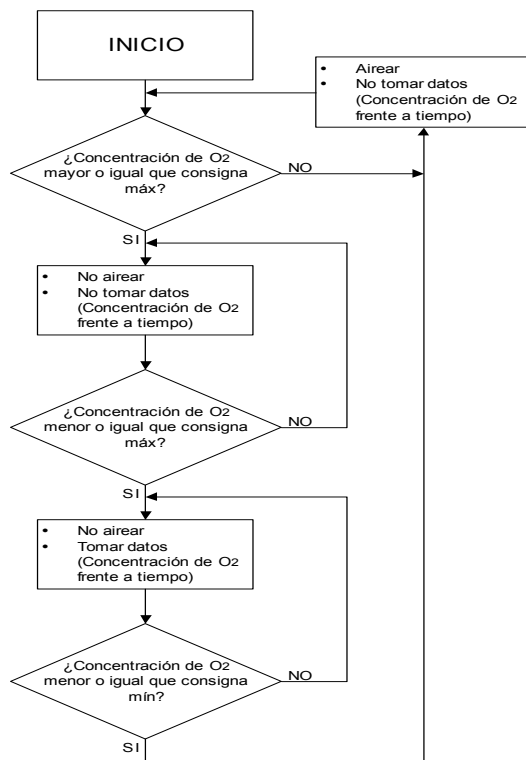 INICIO
• Airear
• No tomar datos
(Concentración de O2
frente a tiempo)
¿Concentración de O2
mayor o igual que consigna
máx?
NO
SI
• No airear
• No tomar datos
(Concentración de O2
frente a tiempo)
¿Concentración de O2
menor o igual que consigna
máx?
NO
SI
• No airear
• Tomar datos
(Concentración de O2
frente a tiempo)
¿Concentración de O2
menor o igual que consigna
mín?
NO
SI